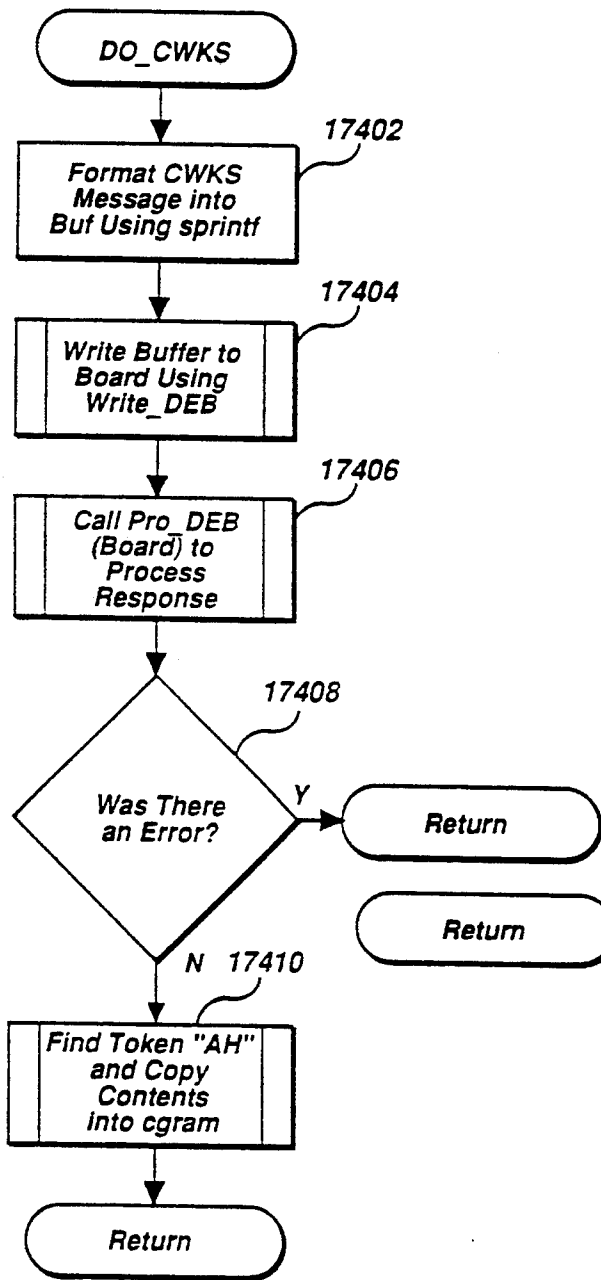 DO_CWKS
17402
Format CWKS
Message into
Buf Using sprintf
17404
Write Buffer to
Board Using
Write_DEB
17406
Call Pro_DEB
(Board) to
Process
Response
17408
Was There
an Error?
Y
Return
Return
N
17410
Find Token "AH"
and Copy
Contents
into cgram
Return